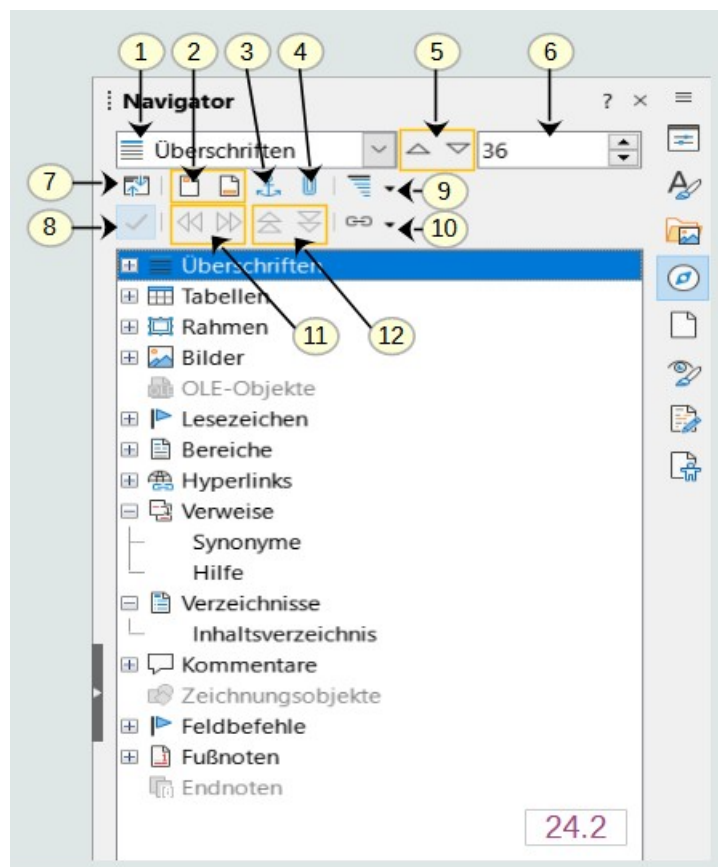 1 2 3 4 5 6
Navigator ? ×
Überschriften 36
7 9
8 10
Überschriften
Tabellen
Rahmen
11 12
Bilder
OLE-Objekte
Lesezeichen
Bereiche
Hyperlinks
Verweise
Synonyme
Hilfe
Verzeichnisse
Inhaltsverzeichnis
Kommentare
Zeichnungsobjekte
Feldbefehle
Fußnoten
Endnoten
24.2